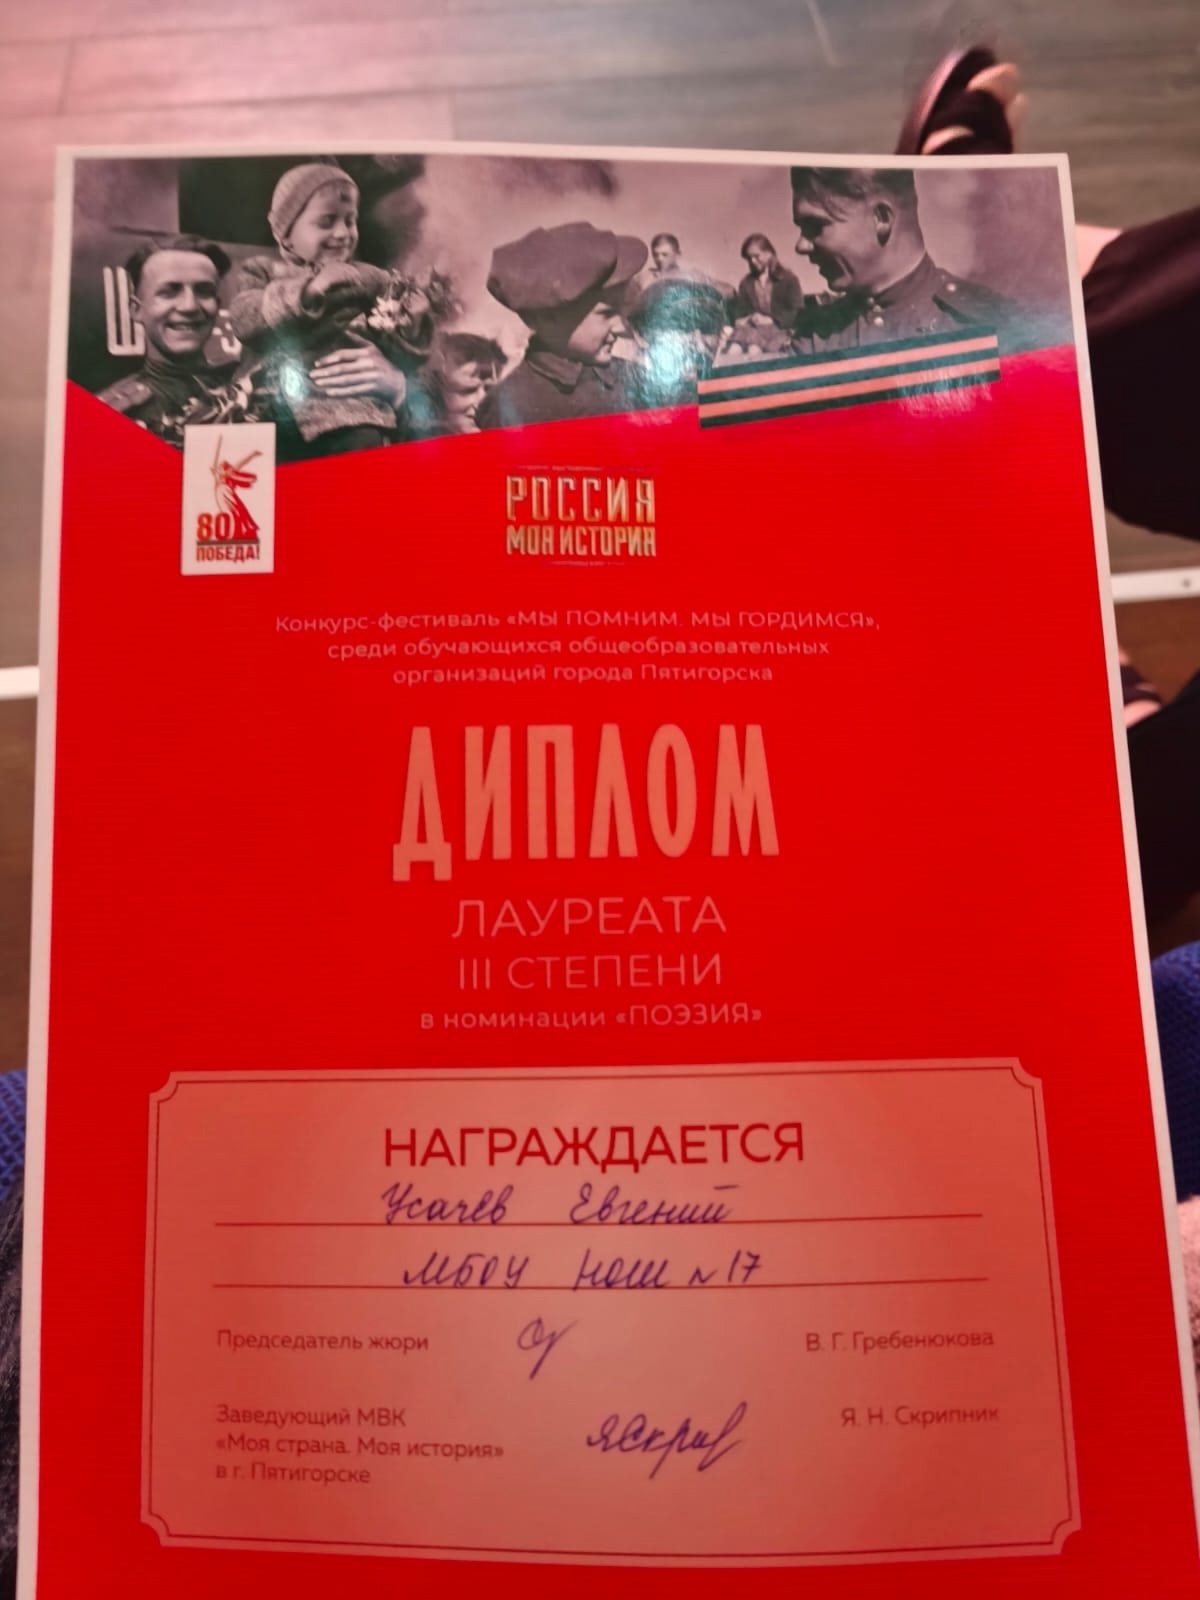 80
ПОБЕДА!
РОССИЯ
МОЯ ИСТОРИЯ
Конкурс-фестиваль «МЫ ПОМНИМ. МЫ ГОРДИМСЯ»,
среди обучающихся общеобразовательных
организаций города Пятигорска
ДИПЛОМ
ЛАУРЕАТА
III СТЕПЕНИ
в номинации «ПОЭЗИЯ»
НАГРАЖДАЕТСЯ
Усачёв Евгений
МБОУ НОШ № 17
Председатель жюри В. Г. Гребенюкова
Заведующий МВК
«Моя страна. Моя история»
в г. Пятигорске
Я. Н. Скрипник